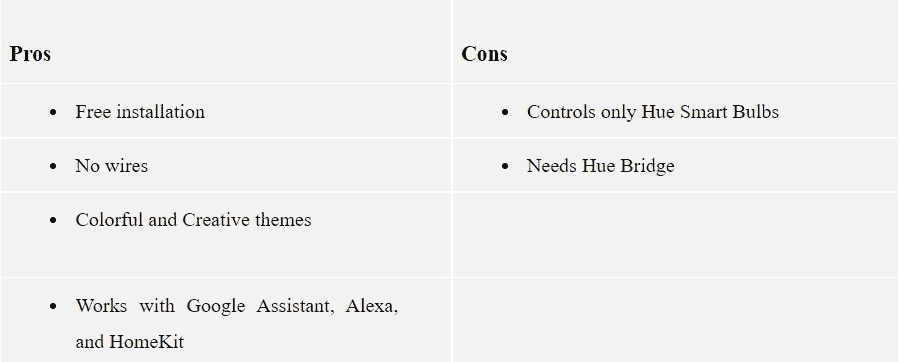 Pros
Cons
• Free installation
• Controls only Hue Smart Bulbs
• No wires
• Needs Hue Bridge
• Colorful and Creative themes
• Works with Google Assistant, Alexa,
and HomeKit